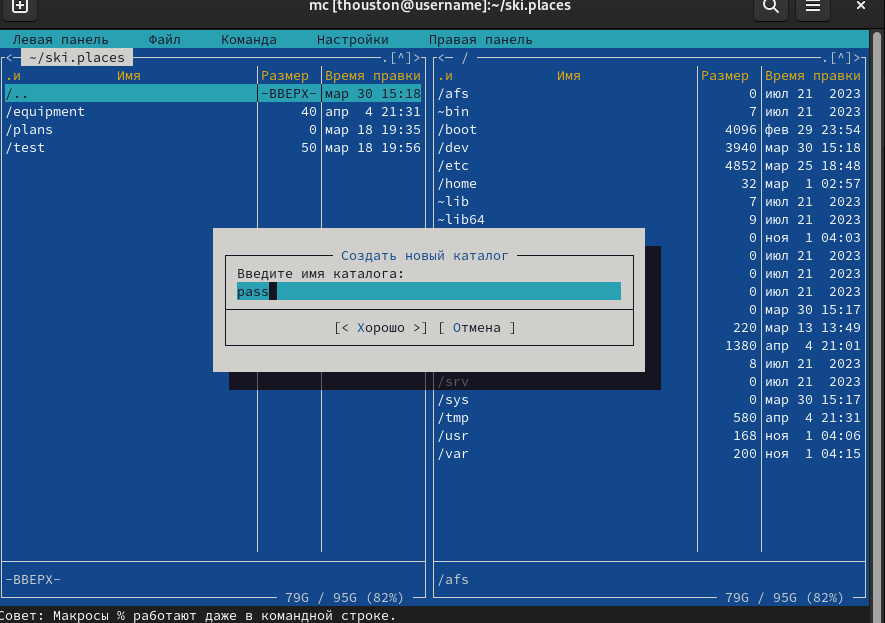 mc [thouston@username]:~/ski.places
Левая панель Файл Команда Настройки Правая панель
<─ ~/ski.places .[^]>
.и Имя Размер Время правки
/.. -ВВЕРХ- мар 30 15:18
/equipment 40 апр 4 21:31
/plans 0 мар 18 19:35
/test 50 мар 18 19:56
<─ / .[^]>
.и Имя Размер Время правки
/afs 0 июл 21 2023
~bin 7 июл 21 2023
/boot 4096 фев 29 23:54
/dev 3940 мар 30 15:18
/etc 4852 мар 25 18:48
/home 32 мар 1 02:57
~lib 7 июл 21 2023
~lib64 9 июл 21 2023
0 ноя 1 04:03
0 июл 21 2023
0 июл 21 2023
0 июл 21 2023
0 мар 30 15:17
220 мар 13 13:49
1380 апр 4 21:01
8 июл 21 2023
/srv 0 июл 21 2023
/sys 0 мар 30 15:17
/tmp 580 апр 4 21:31
/usr 168 ноя 1 04:06
/var 200 ноя 1 04:15
Создать новый каталог
Введите имя каталога:
pass
[< Хорошо >] [ Отмена ]
-ВВЕРХ-
79G / 95G (82%)
/afs
79G / 95G (82%)
Совет: Макросы % работают даже в командной строке.